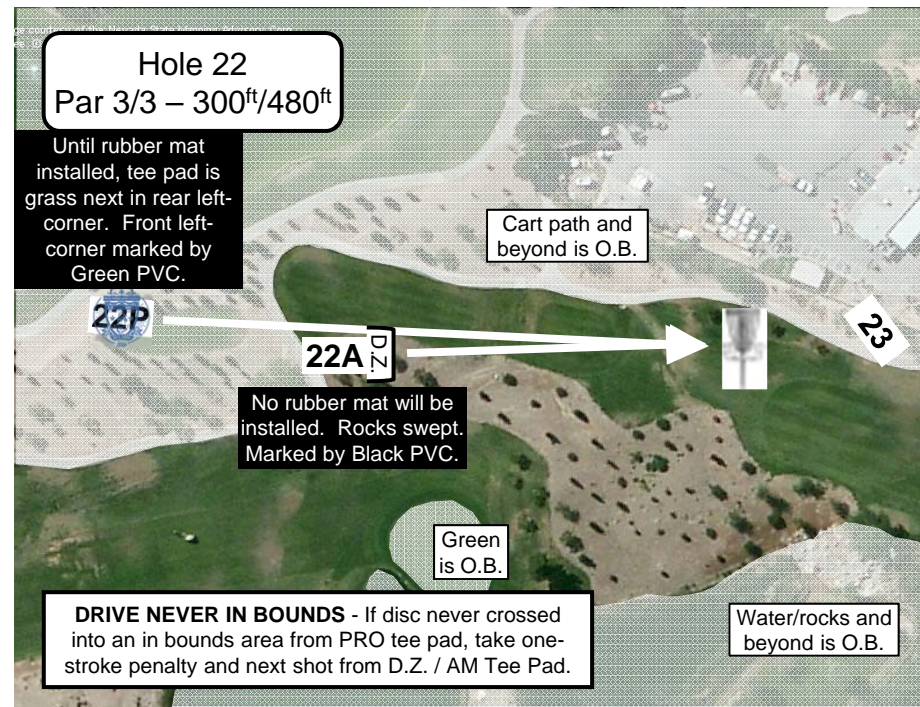 Hole 22
Par 3/3 – 300ft/480ft
Until rubber mat
installed, tee pad is
grass next in rear left-
corner. Front left-
corner marked by
Green PVC.
Cart path and
beyond is O.B.
22P
22A
D.Z.
23
No rubber mat will be
installed. Rocks swept.
Marked by Black PVC.
Green
is O.B.
DRIVE NEVER IN BOUNDS - If disc never crossed
into an in bounds area from PRO tee pad, take one-
stroke penalty and next shot from D.Z. / AM Tee Pad.
Water/rocks and
beyond is O.B.